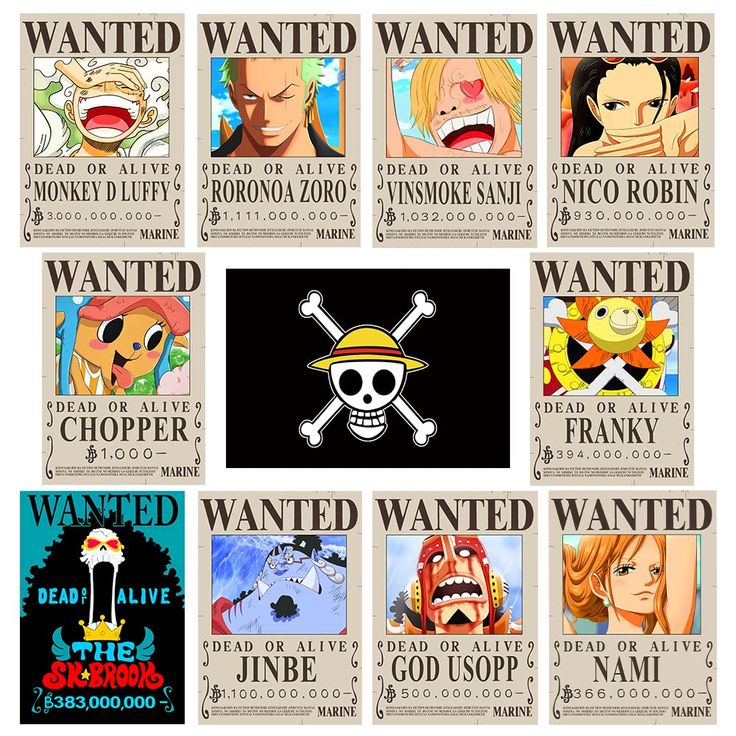 WANTED
DEAD OR ALIVE
MONKEY D LUFFY
฿3,000,000,000-
MARINE
WANTED
DEAD OR ALIVE
RORONOA ZORO
฿1,111,000,000-
MARINE
WANTED
DEAD OR ALIVE
VINSMOKE SANJI
฿1,032,000,000-
MARINE
WANTED
DEAD OR ALIVE
NICO ROBIN
฿930,000,000-
MARINE
WANTED
DEAD OR ALIVE
CHOPPER
฿1,000-
MARINE
WANTED
DEAD OR ALIVE
FRANKY
฿394,000,000-
MARINE
WANTED
DEAD OR ALIVE
THE
SK★BROOK
฿383,000,000-
WANTED
DEAD OR ALIVE
JINBE
฿1,100,000,000-
MARINE
WANTED
DEAD OR ALIVE
GOD USOPP
฿500,000,000-
MARINE
WANTED
DEAD OR ALIVE
NAMI
฿366,000,000-
MARINE